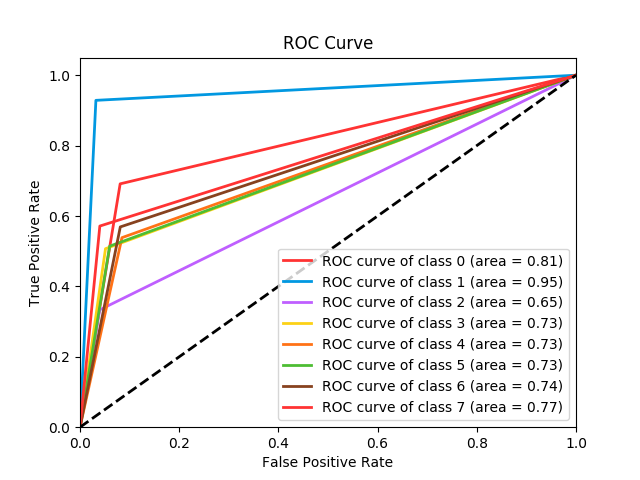 ROC Curve
1.0
0.8
0.6
0.4
0.2
0.0
True Positive Rate
ROC curve of class 0 (area = 0.81)
ROC curve of class 1 (area = 0.95)
ROC curve of class 2 (area = 0.65)
ROC curve of class 3 (area = 0.73)
ROC curve of class 4 (area = 0.73)
ROC curve of class 5 (area = 0.73)
ROC curve of class 6 (area = 0.74)
ROC curve of class 7 (area = 0.77)
0.0 0.2 0.4 0.6 0.8 1.0
False Positive Rate